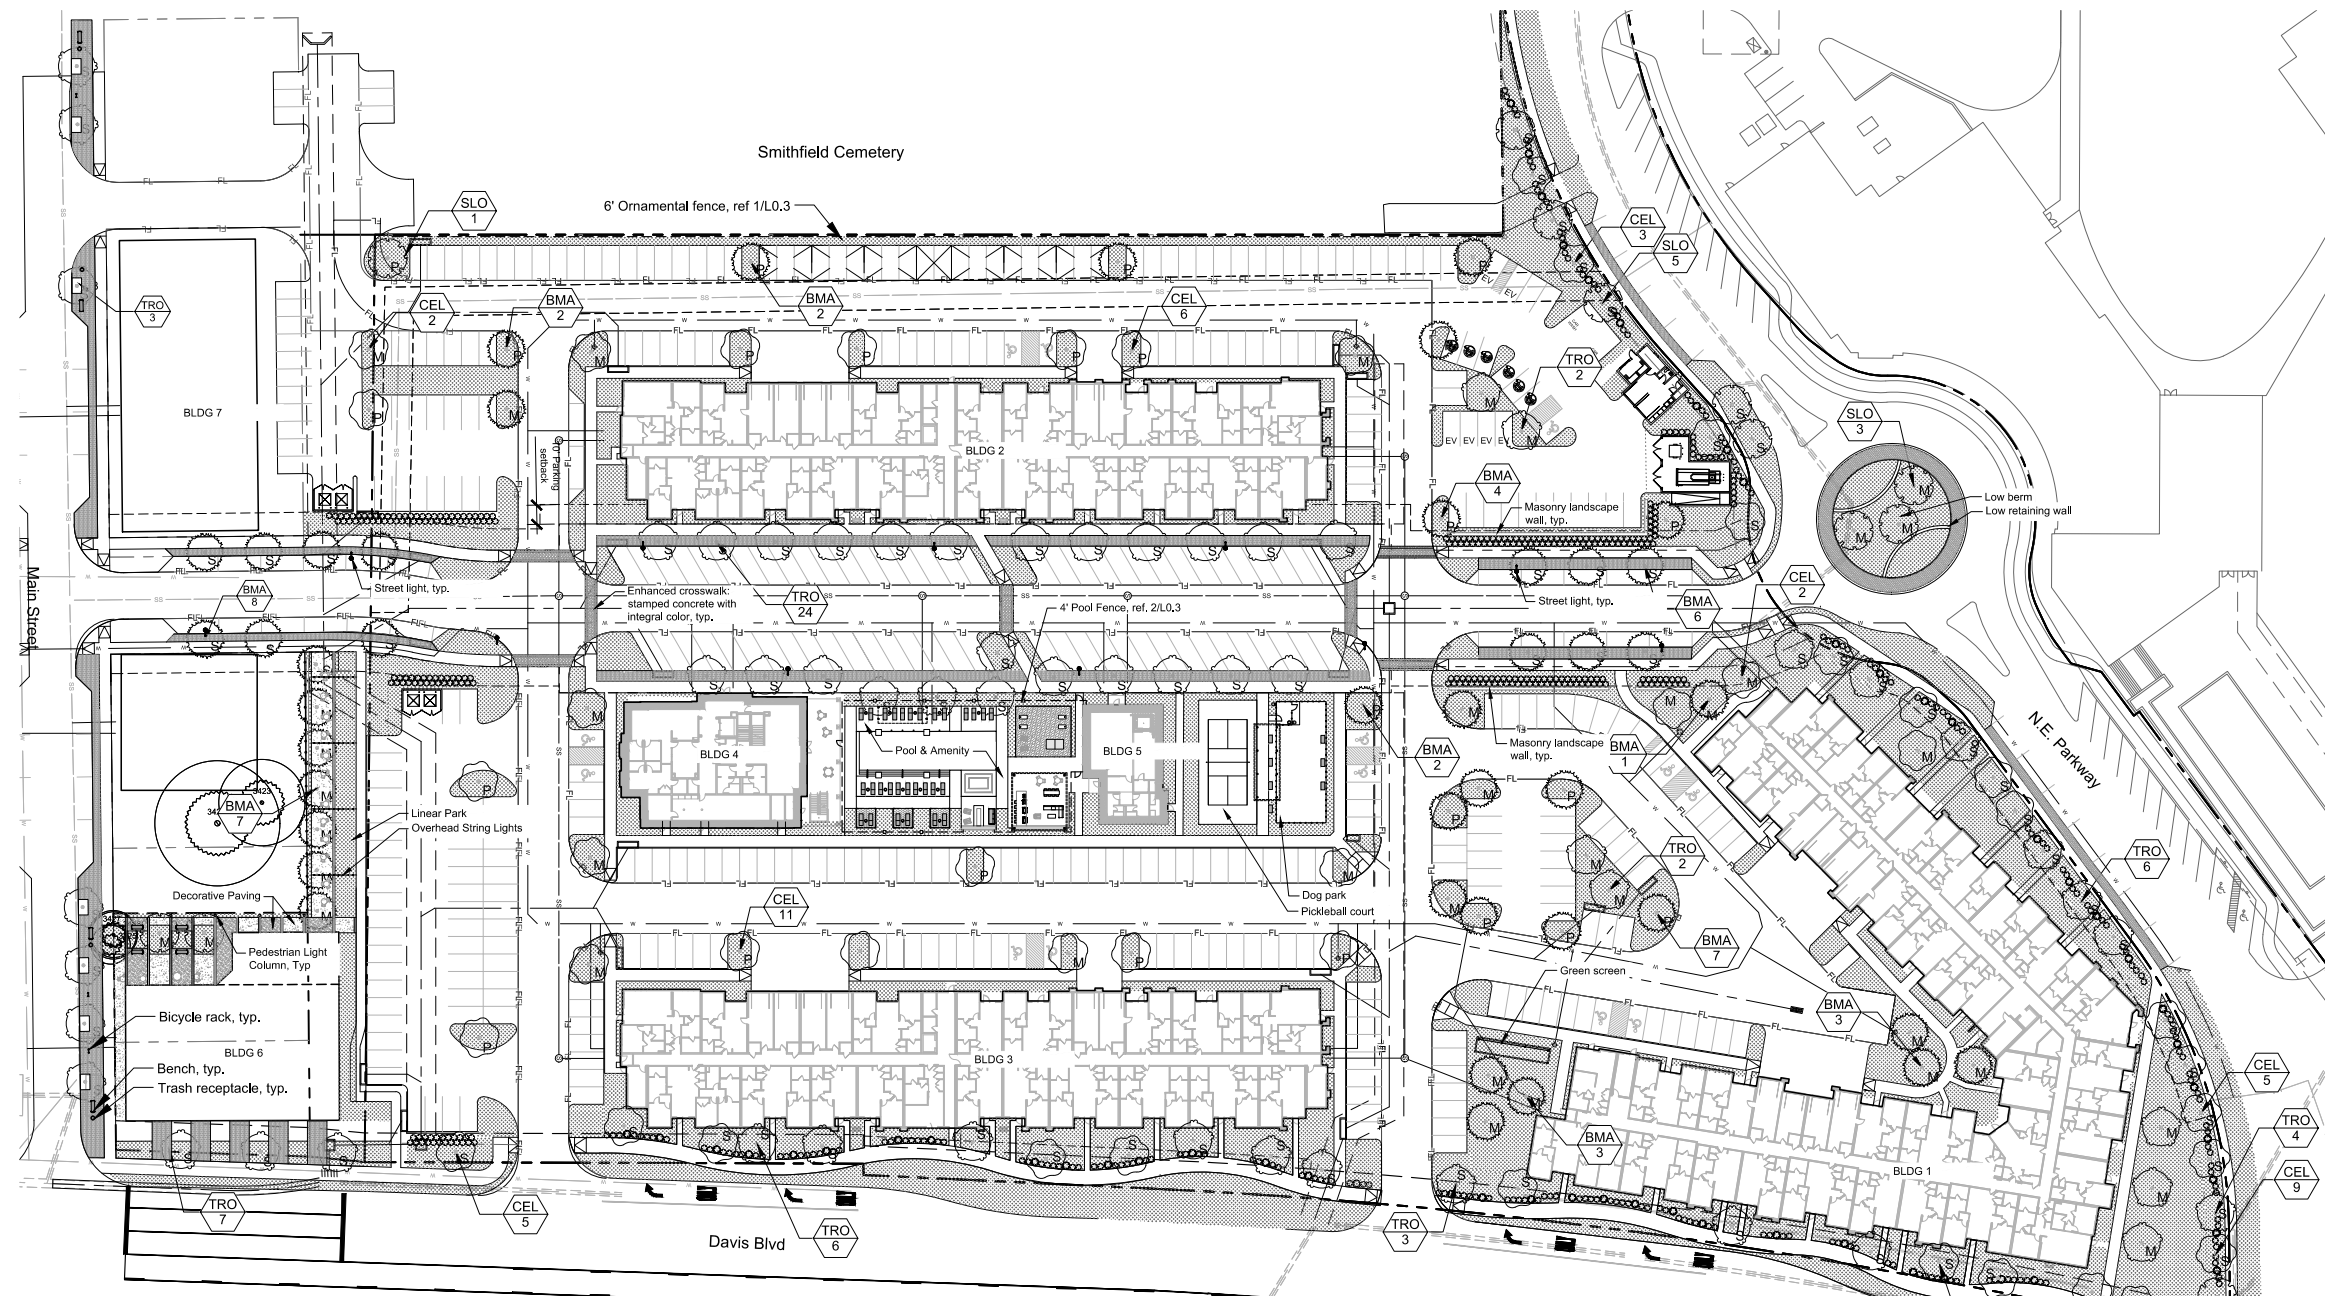 Smithfield Cemetery
SLO
1
6' Ornamental fence, ref 1/L0.3
CEL
3
SLO
5
TRO
3
CEL
2
BMA
2
BMA
2
CEL
6
TRO
2
BLDG 7
BLDG 2
SLO
3
10' Parking
setback
EV EV EV EV
BMA
4
Masonry landscape
wall, typ.
Low berm
Low retaining wall
Main Street
Street light, typ.
BMA
8
Enhanced crosswalk:
stamped concrete with
integral color, typ.
TRO
24
4' Pool Fence, ref. 2/L0.3
Street light, typ.
BMA
6
CEL
2
N.E. Parkway
BLDG 4
Pool & Amenity
BLDG 5
BMA
2
Masonry landscape
wall, typ.
BMA
1
3423
BMA
7
Linear Park
Overhead String Lights
Decorative Paving
TRO
2
TRO
6
Dog park
Pickleball court
CEL
11
Pedestrian Light
Column, Typ
BMA
7
Green screen
Bicycle rack, typ.
BMA
3
BLDG 6
BLDG 3
Bench, typ.
Trash receptacle, typ.
CEL
5
BMA
3
TRO
4
BLDG 1
CEL
9
TRO
7
CEL
5
TRO
6
TRO
3
Davis Blvd